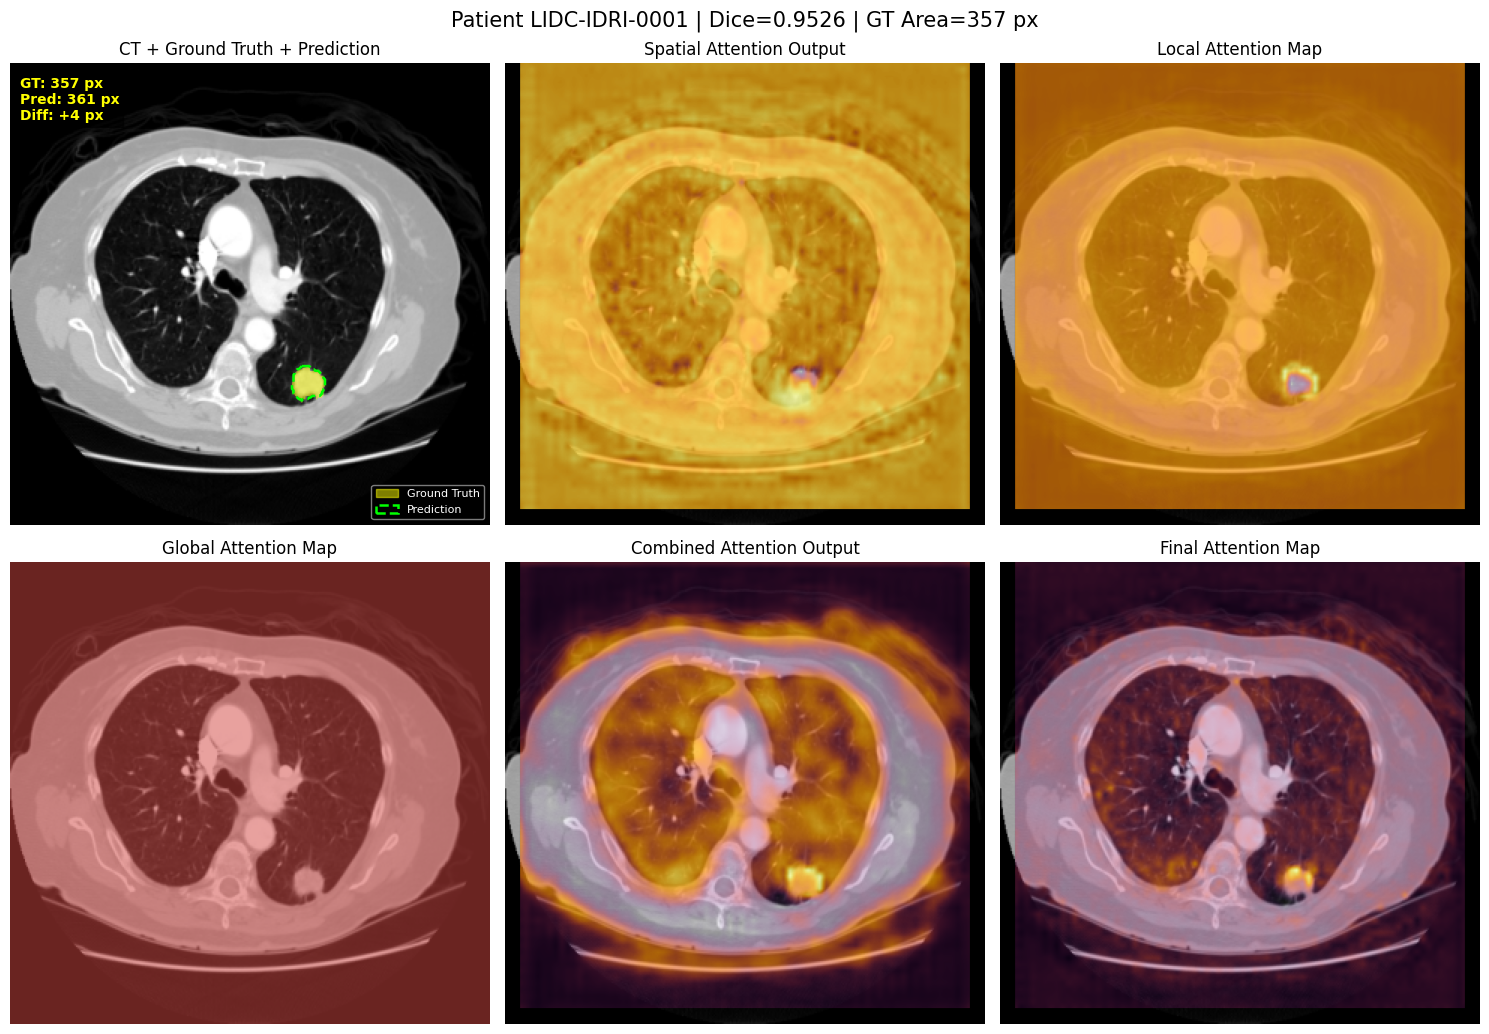 Patient LIDC-IDRI-0001 | Dice=0.9526 | GT Area=357 px
CT + Ground Truth + Prediction
Spatial Attention Output
Local Attention Map
GT: 357 px
Pred: 361 px
Diff: +4 px
Ground Truth
Prediction
Global Attention Map
Combined Attention Output
Final Attention Map